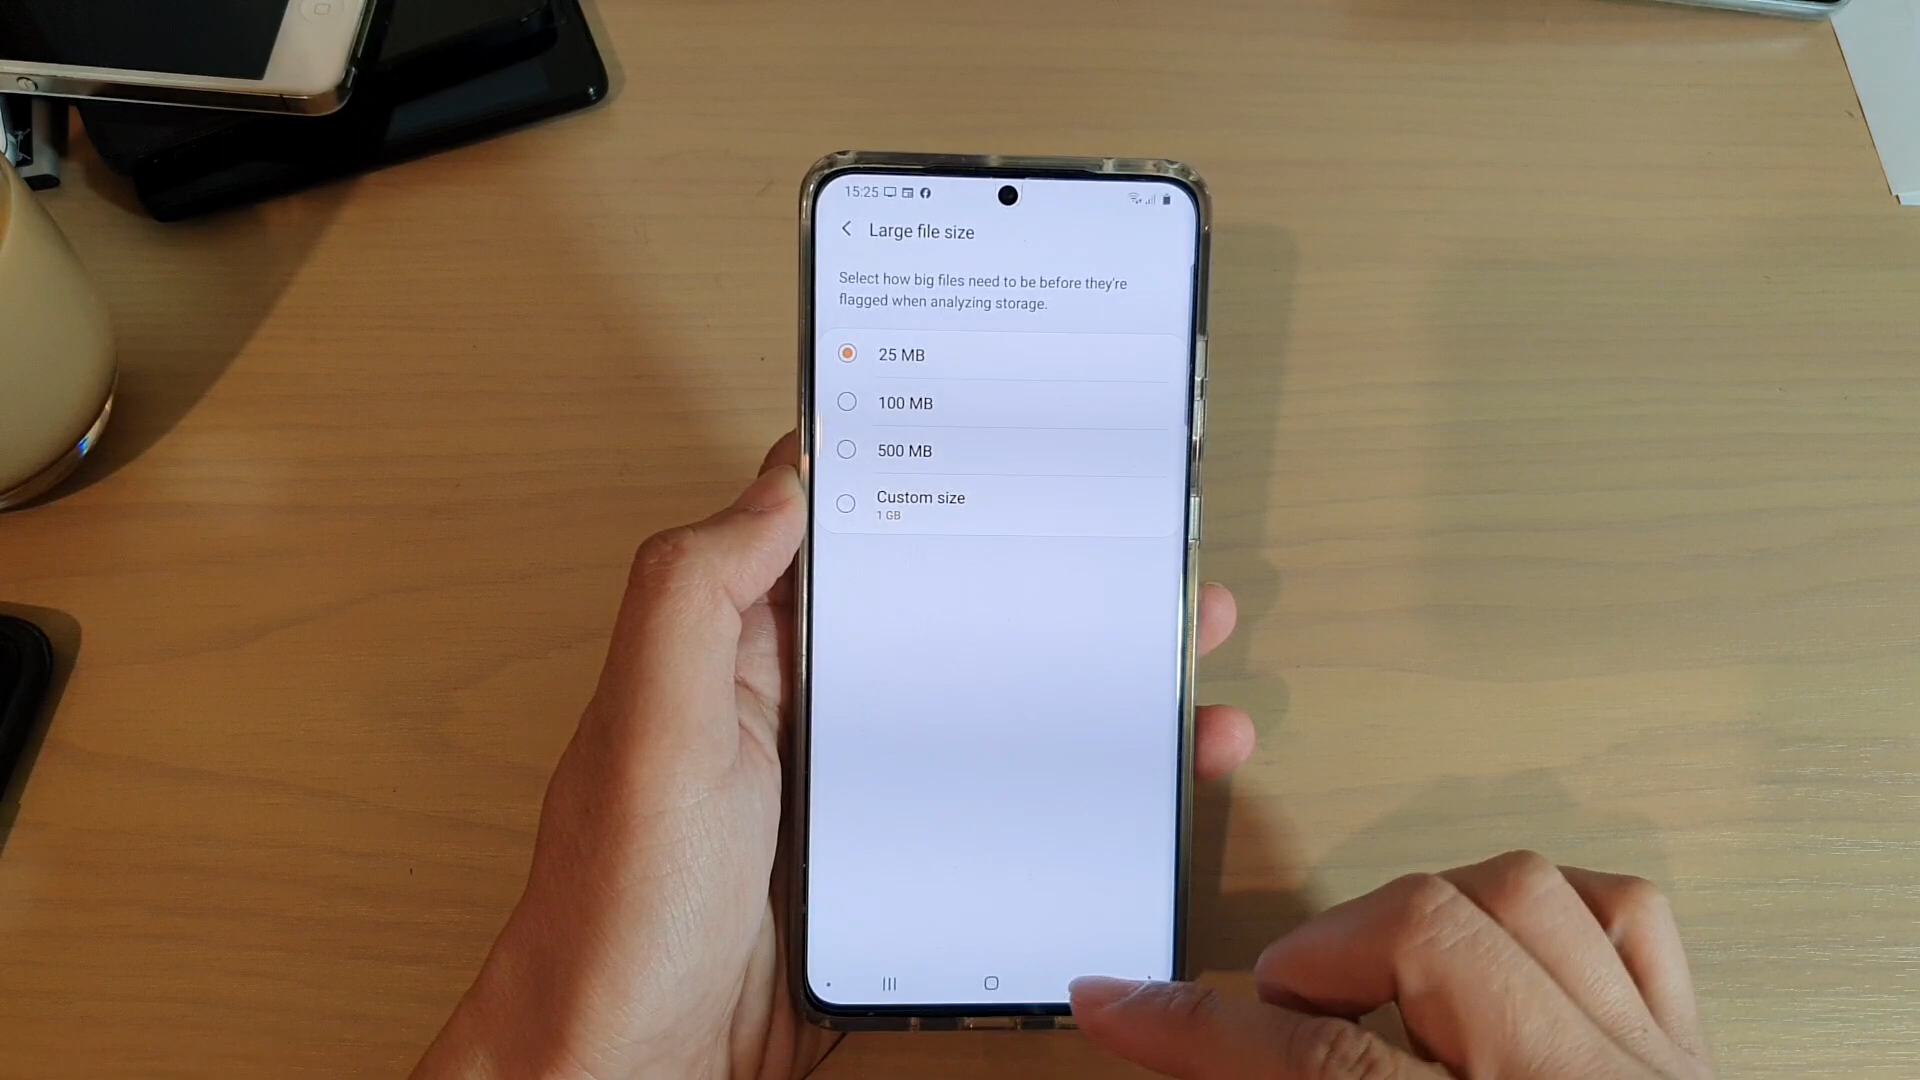 15:25
Large file size
Select how big files need to be before they're
flagged when analyzing storage.
25 MB
100 MB
500 MB
Custom size
1 GB